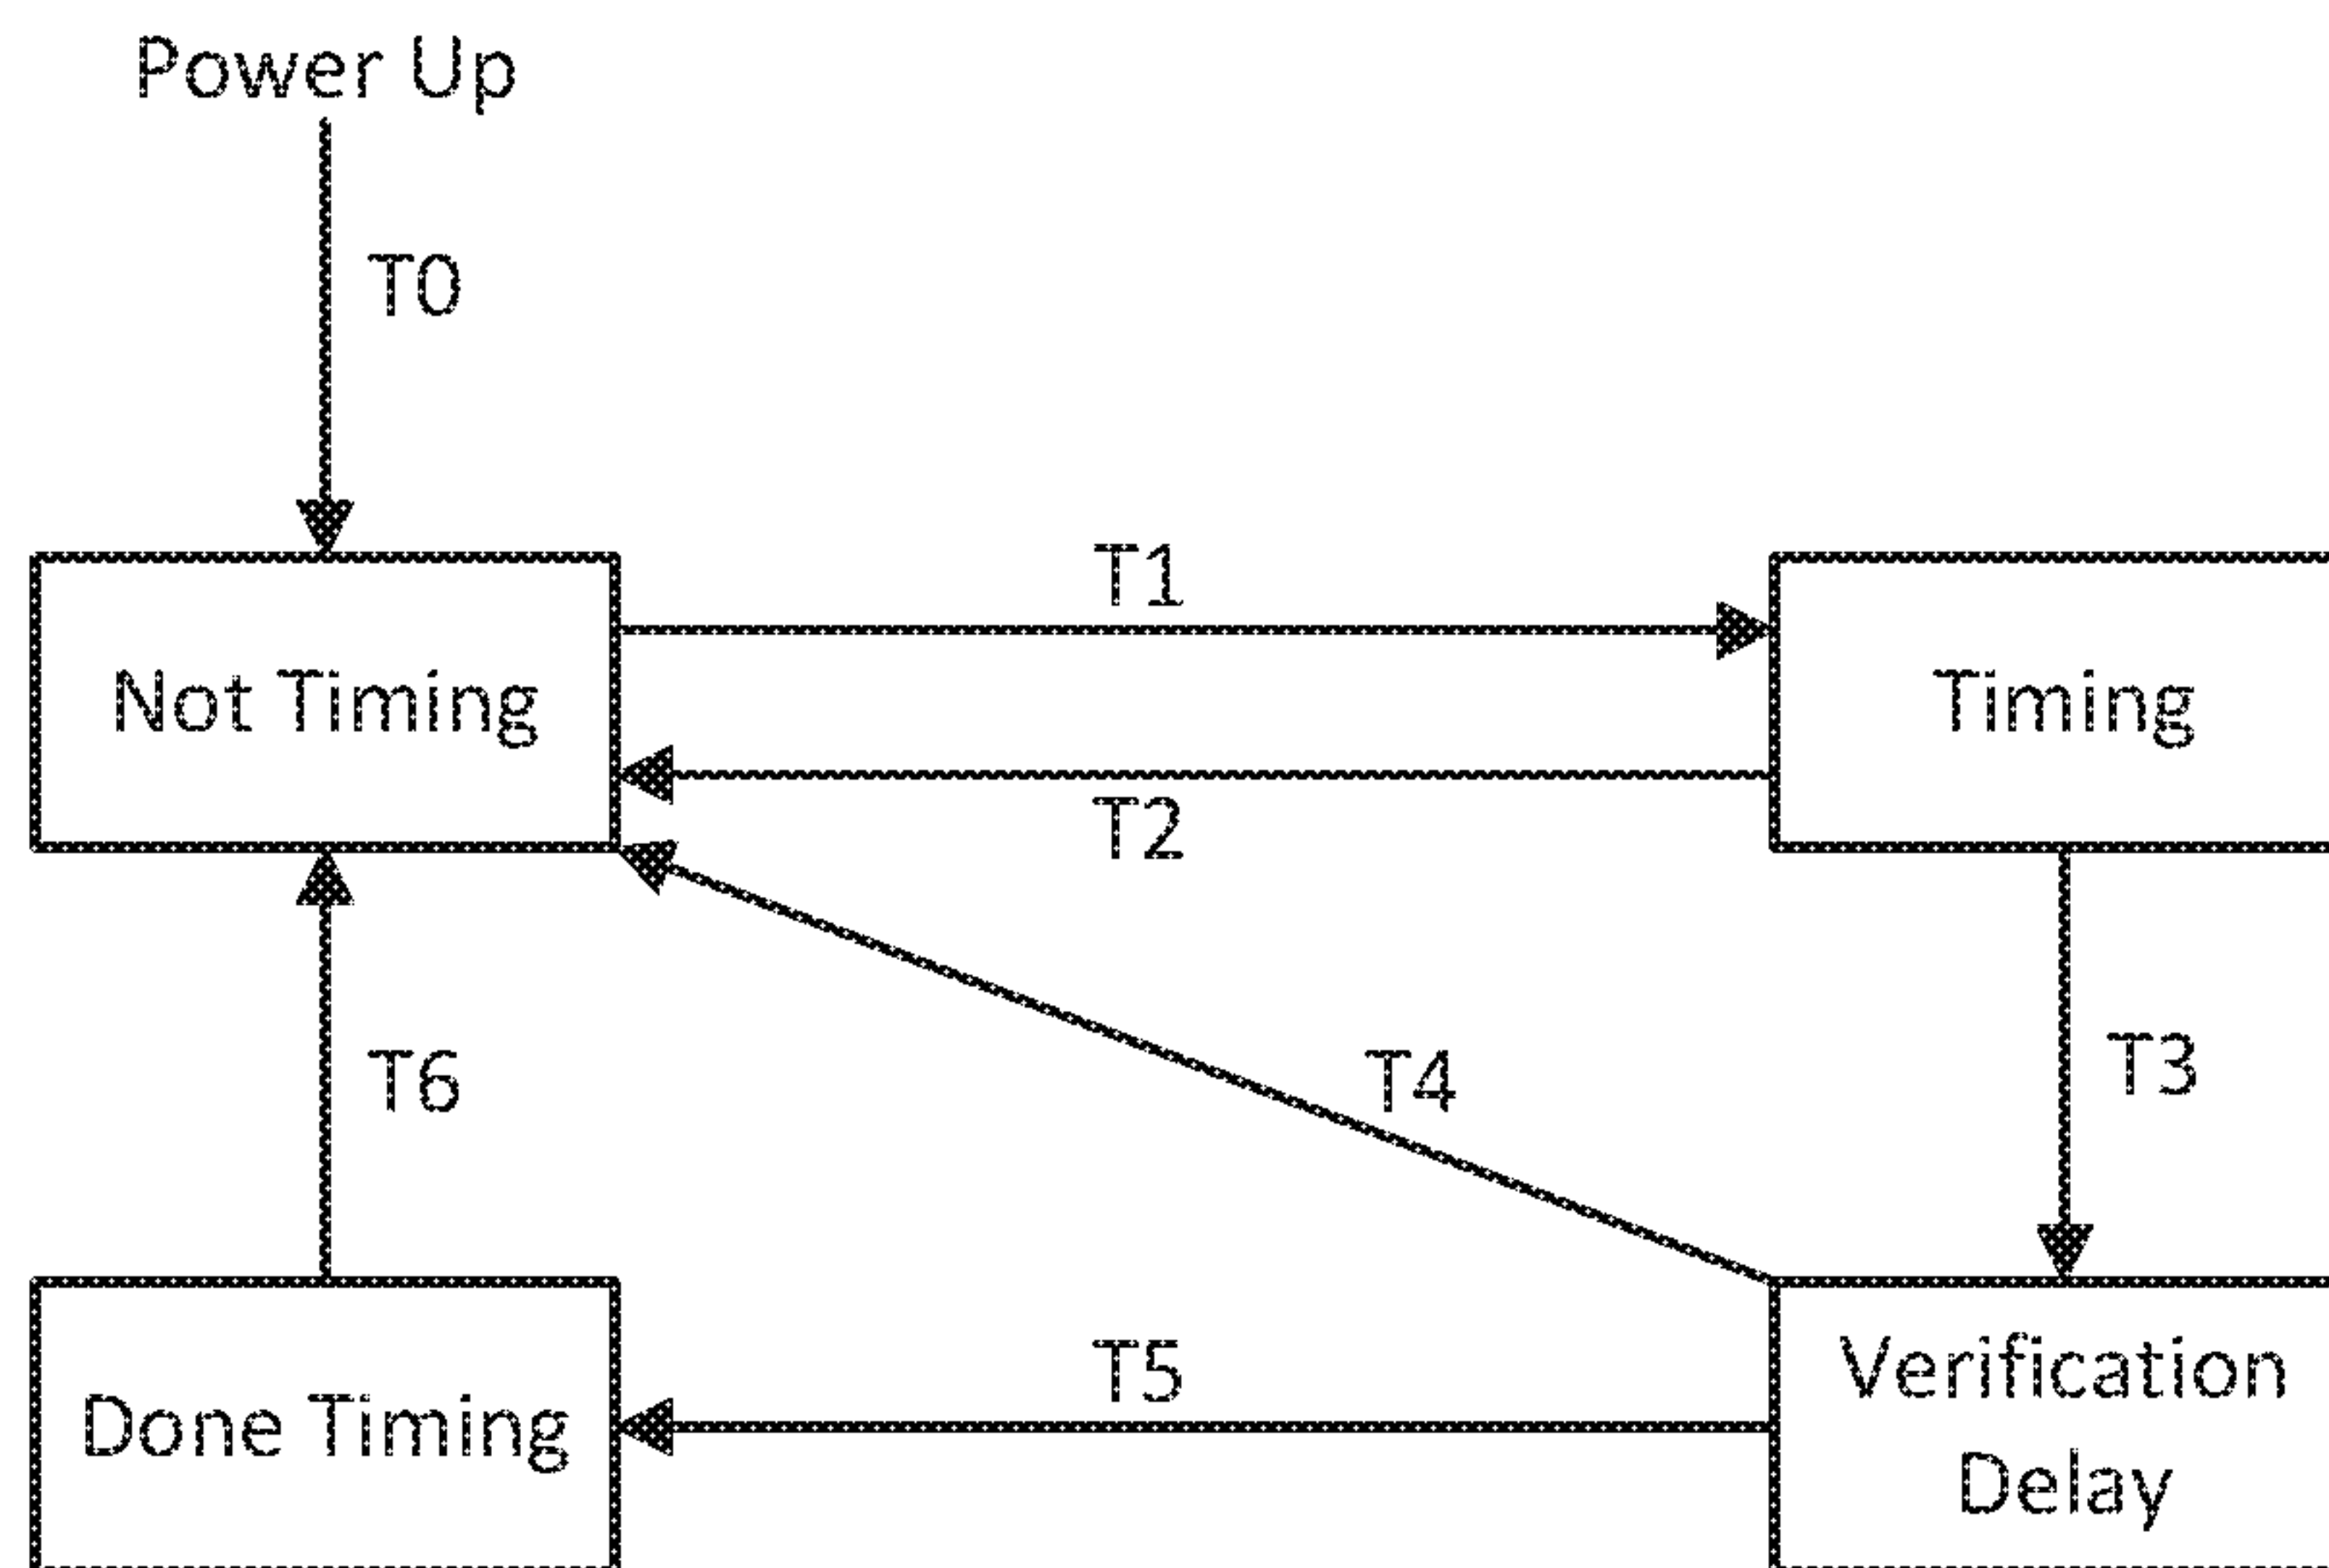 Power Up
T0
T1
Not Timing
Timing
T2
T6
T4
T3
T5
Done Timing
Verification
Delay